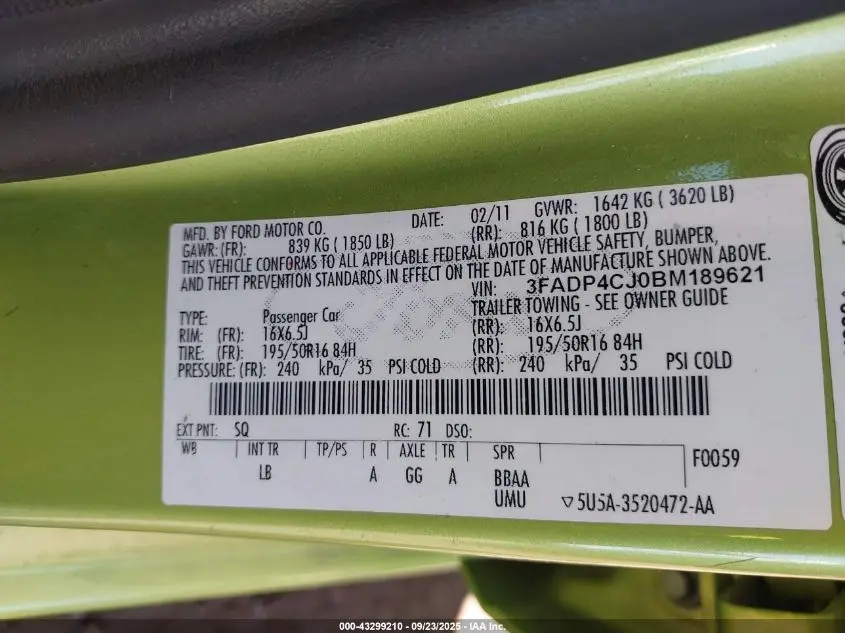 MFD. BY FORD MOTOR CO. DATE: 02/11 GVWR: 1642 KG ( 3620 LB)
GAWR: (FR): 839 KG ( 1850 LB) (RR): 816 KG ( 1800 LB)
THIS VEHICLE CONFORMS TO ALL APPLICABLE FEDERAL MOTOR VEHICLE SAFETY, BUMPER,
AND THEFT PREVENTION STANDARDS IN EFFECT ON THE DATE OF MANUFACTURE SHOWN ABOVE.
VIN: 3FADP4CJ0BM189621
TYPE: Passenger Car TRAILER TOWING - SEE OWNER GUIDE
RIM: (FR): 16X6.5J (RR): 16X6.5J
TIRE: (FR): 195/50R16 84H (RR): 195/50R16 84H
PRESSURE: (FR): 240 kPa/ 35 PSI COLD (RR): 240 kPa/ 35 PSI COLD
EXT PNT: SQ RC: 71 DSO:
WB INT TR TP/PS R AXLE TR SPR F0059
LB A GG A BBAA
UMU ▽5U5A-3520472-AA
000-43299210 - 09/23/2025 - IAA Inc.